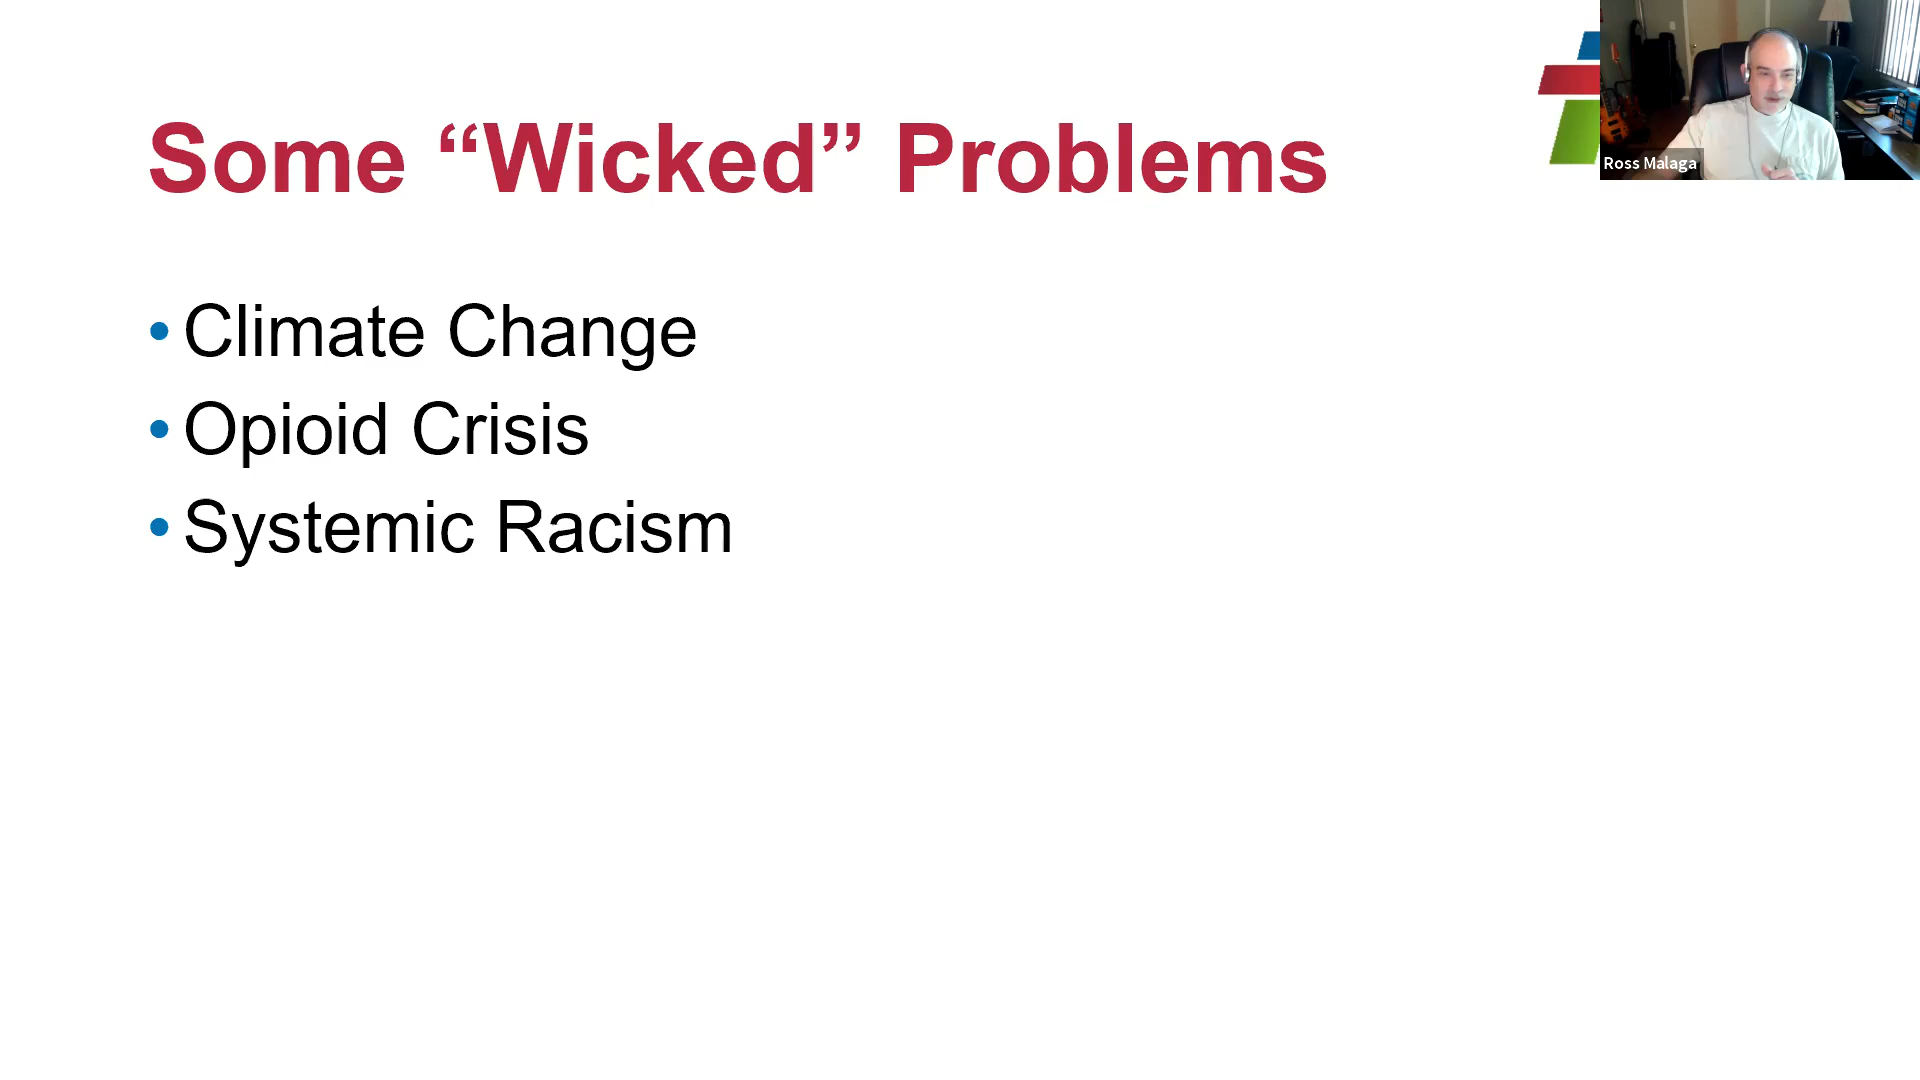 Some “Wicked” Problems
Ross Malaga
• Climate Change
• Opioid Crisis
• Systemic Racism